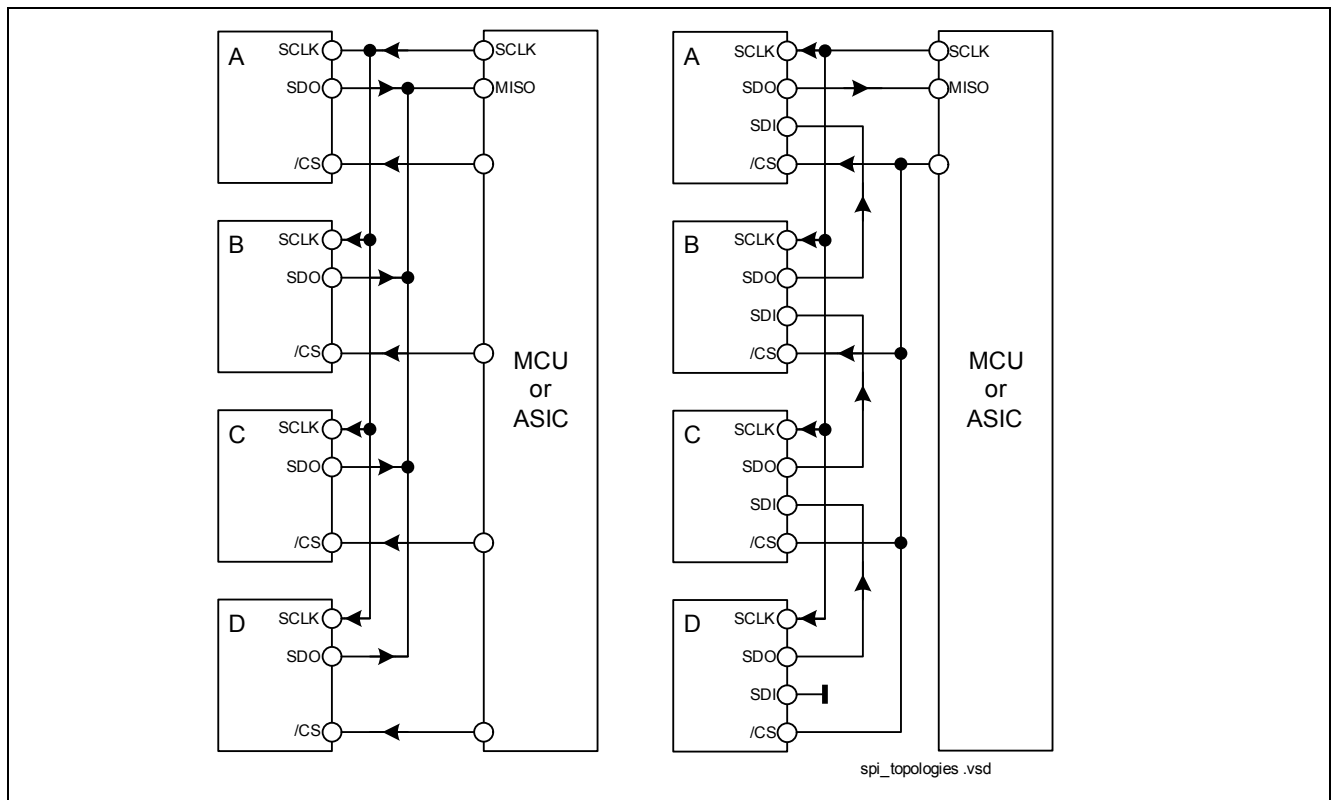 A
SCLK
SDO
/CS
B
SCLK
SDO
/CS
C
SCLK
SDO
/CS
D
SCLK
SDO
/CS
SCLK
MISO
MCU
or
ASIC
A
SCLK
SDO
SDI
/CS
B
SCLK
SDO
SDI
/CS
C
SCLK
SDO
SDI
/CS
D
SCLK
SDO
SDI
/CS
SCLK
MISO
MCU
or
ASIC
spi_topologies .vsd